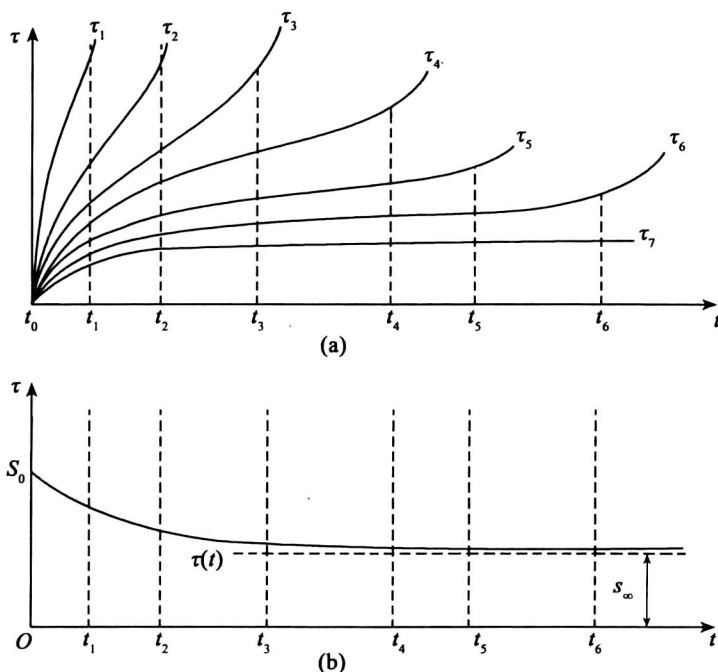 τ
τ₁
τ₂
τ₃
τ₄.
τ₅
τ₆
τ₇
t₀
t₁
t₂
t₃
t₄
t₅
t₆
t
(a)
τ
S₀
τ(t)
s∞
O
t₁
t₂
t₃
t₄
t₅
t₆
t
(b)